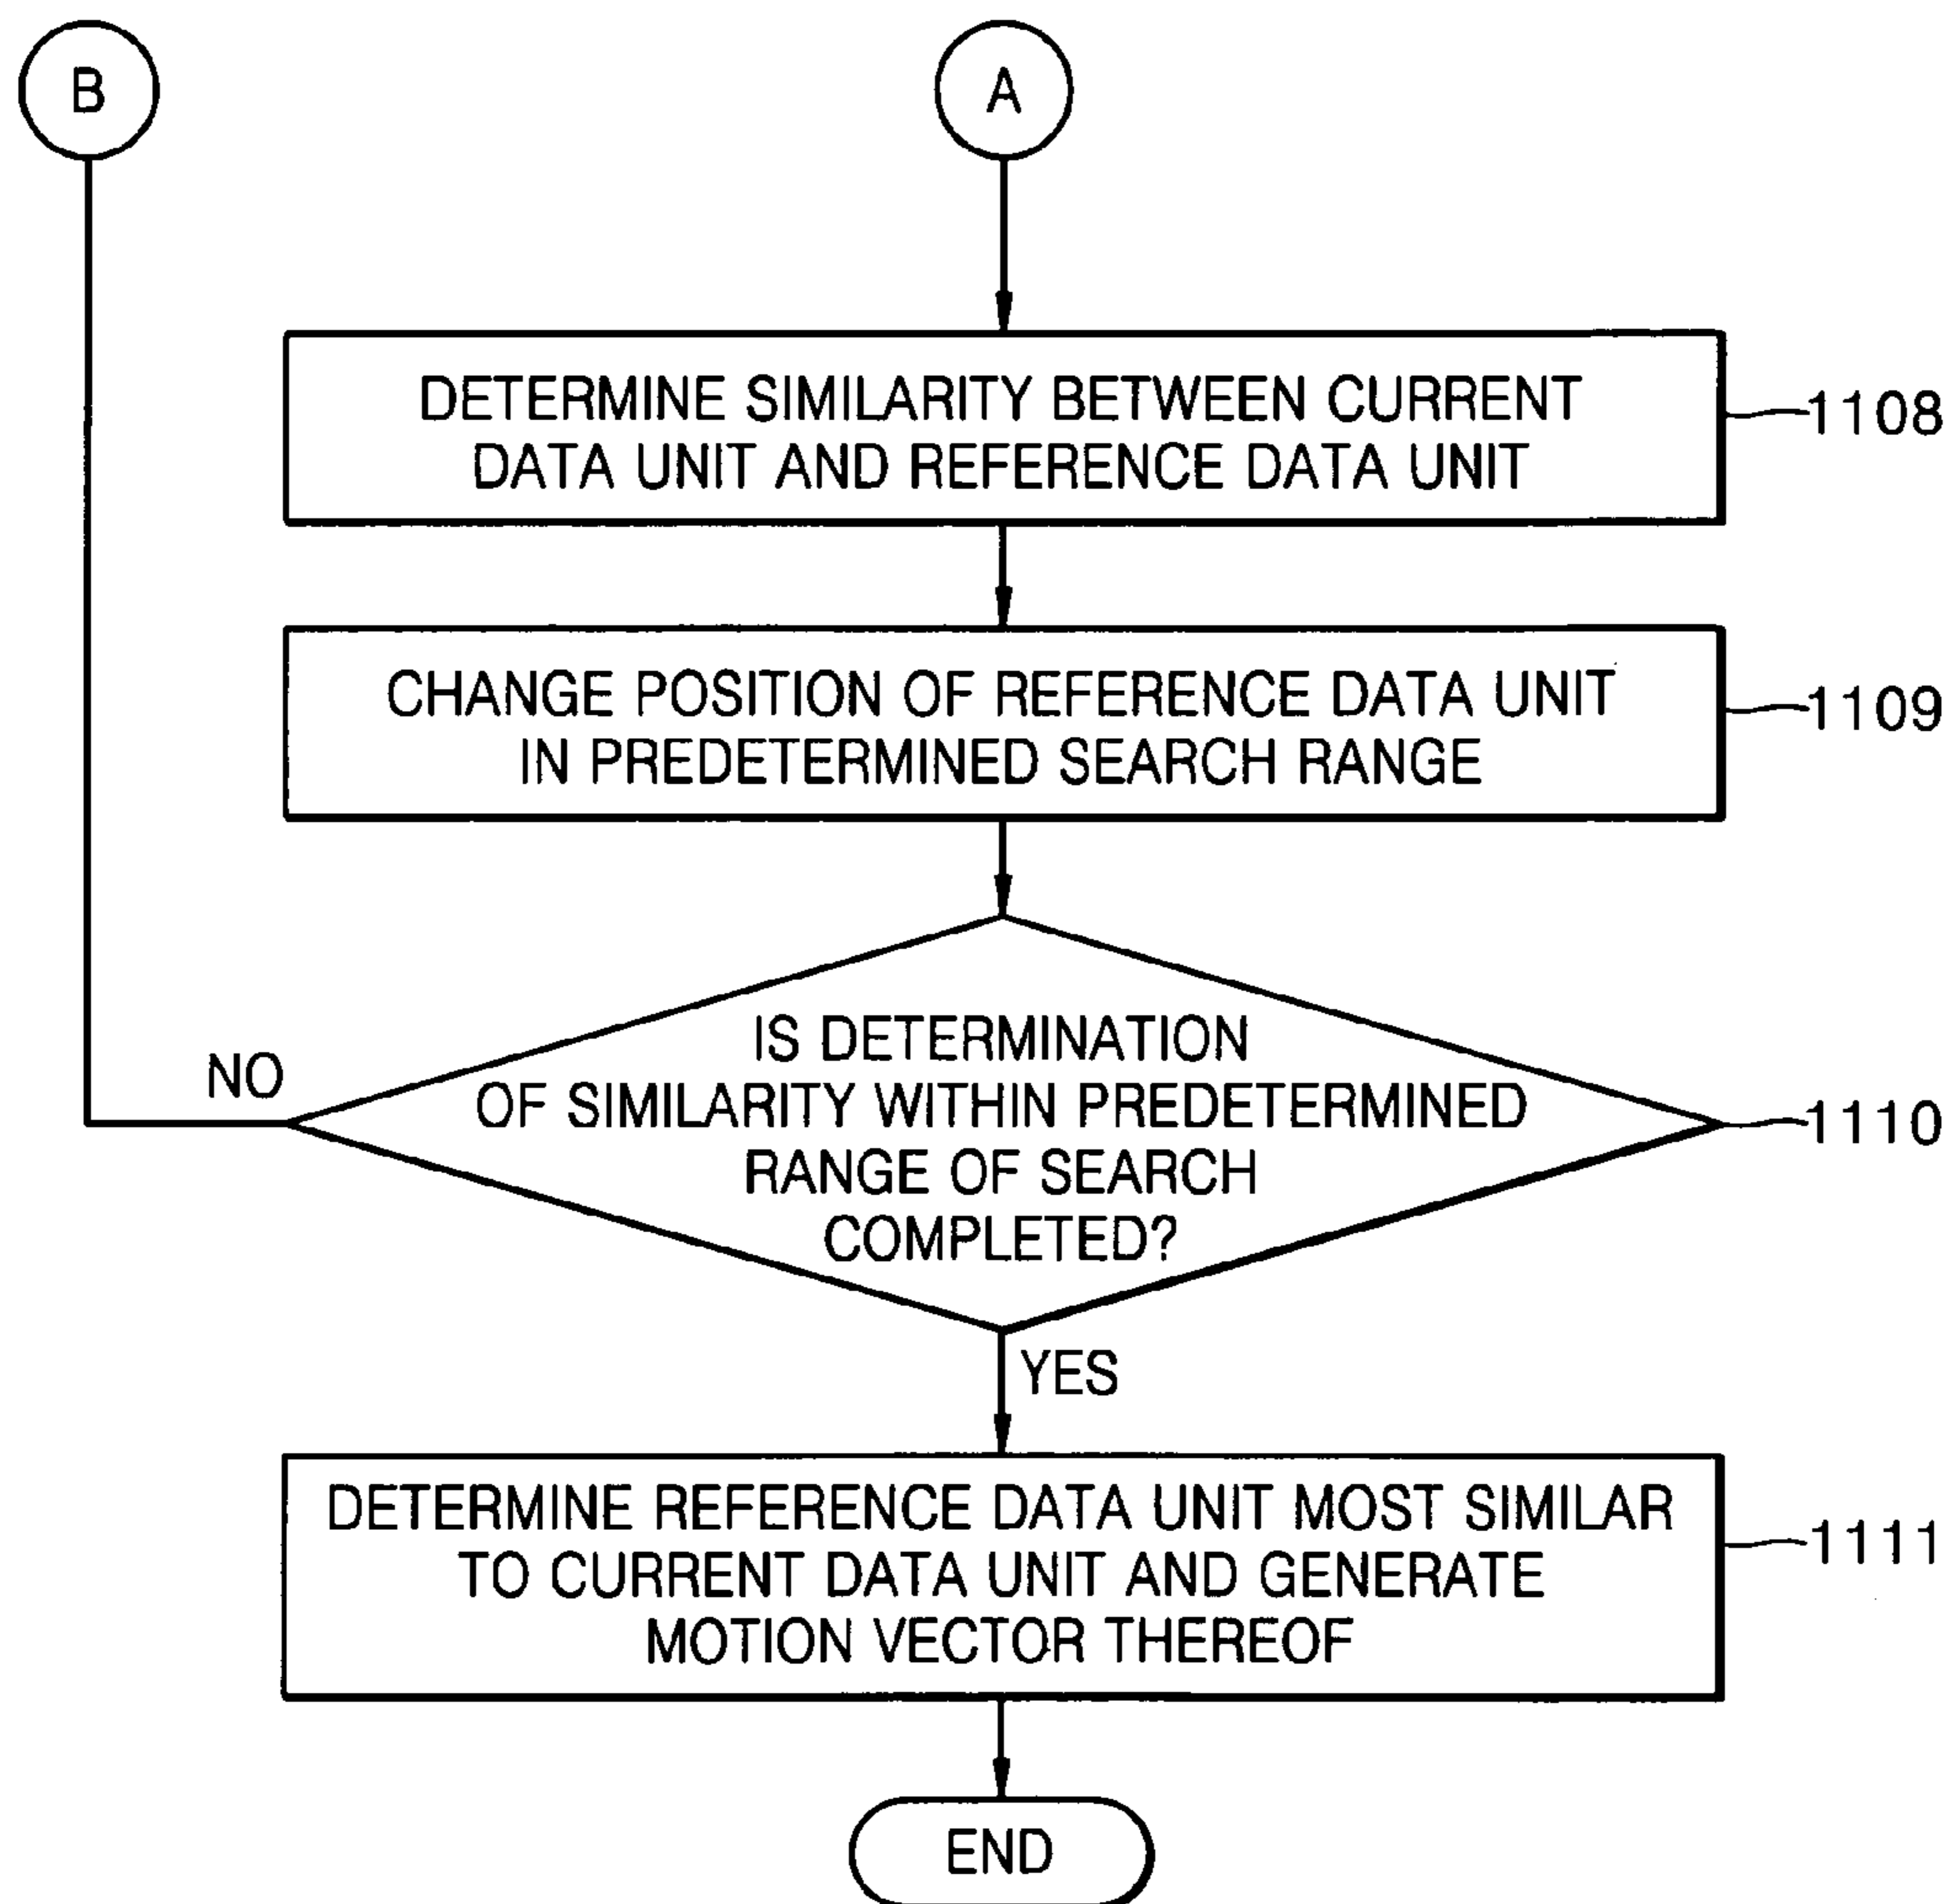 B
A
DETERMINE SIMILARITY BETWEEN CURRENT
DATA UNIT AND REFERENCE DATA UNIT
1108
CHANGE POSITION OF REFERENCE DATA UNIT
IN PREDETERMINED SEARCH RANGE
1109
IS DETERMINATION
OF SIMILARITY WITHIN PREDETERMINED
RANGE OF SEARCH
COMPLETED?
NO
1110
YES
DETERMINE REFERENCE DATA UNIT MOST SIMILAR
TO CURRENT DATA UNIT AND GENERATE
MOTION VECTOR THEREOF
1111
END